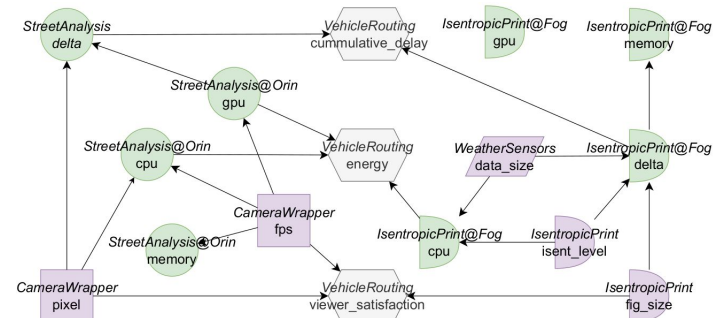 StreetAnalysis
delta
VehicleRouting
cummulative_delay
IsentropicPrint@Fog
gpu
IsentropicPrint@Fog
memory
StreetAnalysis@Orin
gpu
StreetAnalysis@Orin
cpu
VehicleRouting
energy
WeatherSensors
data_size
IsentropicPrint@Fog
delta
CameraWrapper
fps
StreetAnalysis@Orin
memory
IsentropicPrint@Fog
cpu
IsentropicPrint
isent_level
CameraWrapper
pixel
VehicleRouting
viewer_satisfaction
IsentropicPrint
fig_size